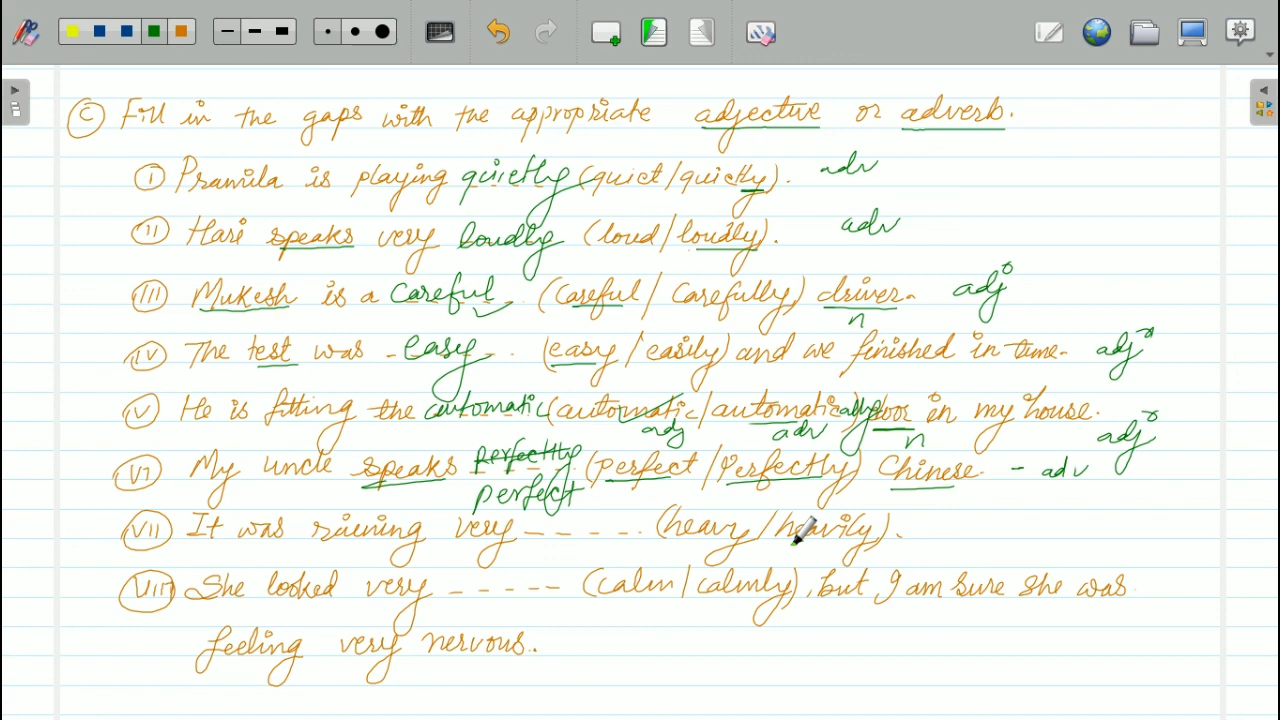 C Fill in the gaps with the appropriate adjective or adverb.
I Pramila is playing quietly (quiet/quietly). adv
II Hari speaks very loudly (loud/loudly). adv
III Mukesh is a careful (careful/carefully) driver. adj
n
IV The test was easy (easy/easily) and we finished in time. adj
V He is fitting the automatic (automatic/automatically) door in my house.
adj adv n adj
VI My uncle speaks perfectly (perfect/perfectly) Chinese. - adv
perfect
VII It was raining very ----- (heavy/heavily).
VIII She looked very ----- (calm/calmly), but I am sure she was
feeling very nervous.